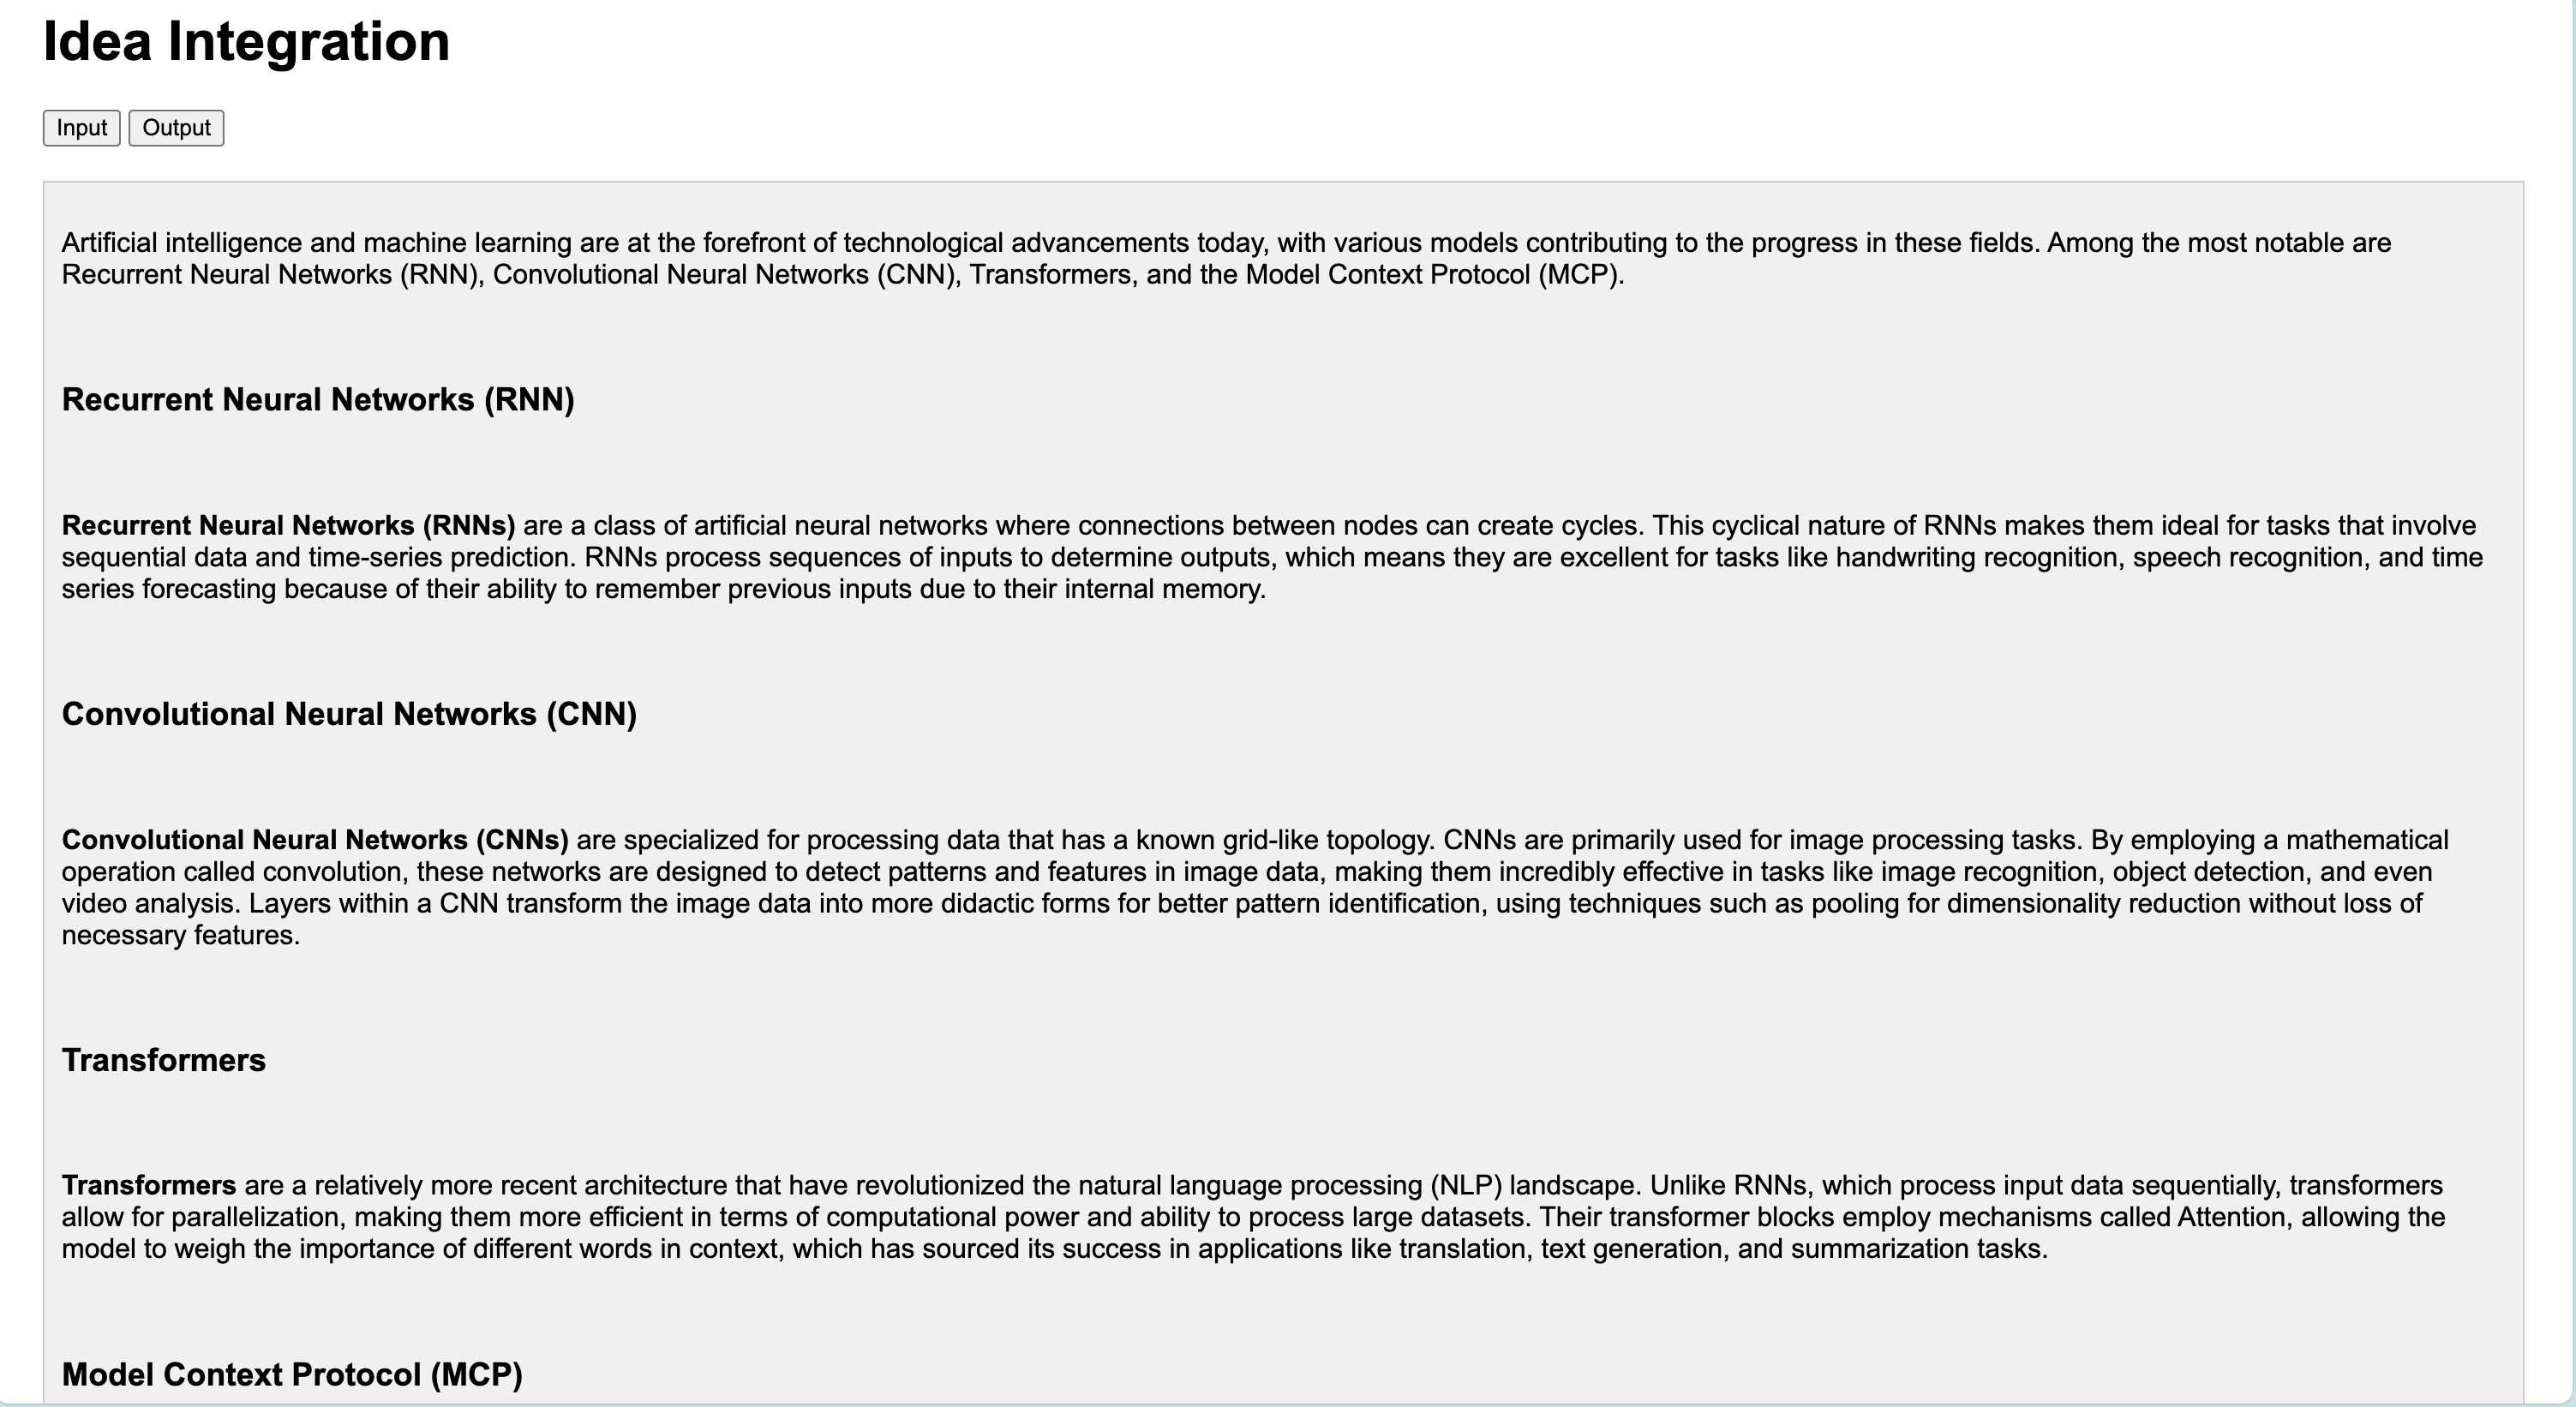 Idea Integration
Input Output
Artificial intelligence and machine learning are at the forefront of technological advancements today, with various models contributing to the progress in these fields. Among the most notable are
Recurrent Neural Networks (RNN), Convolutional Neural Networks (CNN), Transformers, and the Model Context Protocol (MCP).
Recurrent Neural Networks (RNN)
Recurrent Neural Networks (RNNs) are a class of artificial neural networks where connections between nodes can create cycles. This cyclical nature of RNNs makes them ideal for tasks that involve
sequential data and time-series prediction. RNNs process sequences of inputs to determine outputs, which means they are excellent for tasks like handwriting recognition, speech recognition, and time
series forecasting because of their ability to remember previous inputs due to their internal memory.
Convolutional Neural Networks (CNN)
Convolutional Neural Networks (CNNs) are specialized for processing data that has a known grid-like topology. CNNs are primarily used for image processing tasks. By employing a mathematical
operation called convolution, these networks are designed to detect patterns and features in image data, making them incredibly effective in tasks like image recognition, object detection, and even
video analysis. Layers within a CNN transform the image data into more didactic forms for better pattern identification, using techniques such as pooling for dimensionality reduction without loss of
necessary features.
Transformers
Transformers are a relatively more recent architecture that have revolutionized the natural language processing (NLP) landscape. Unlike RNNs, which process input data sequentially, transformers
allow for parallelization, making them more efficient in terms of computational power and ability to process large datasets. Their transformer blocks employ mechanisms called Attention, allowing the
model to weigh the importance of different words in context, which has sourced its success in applications like translation, text generation, and summarization tasks.
Model Context Protocol (MCP)